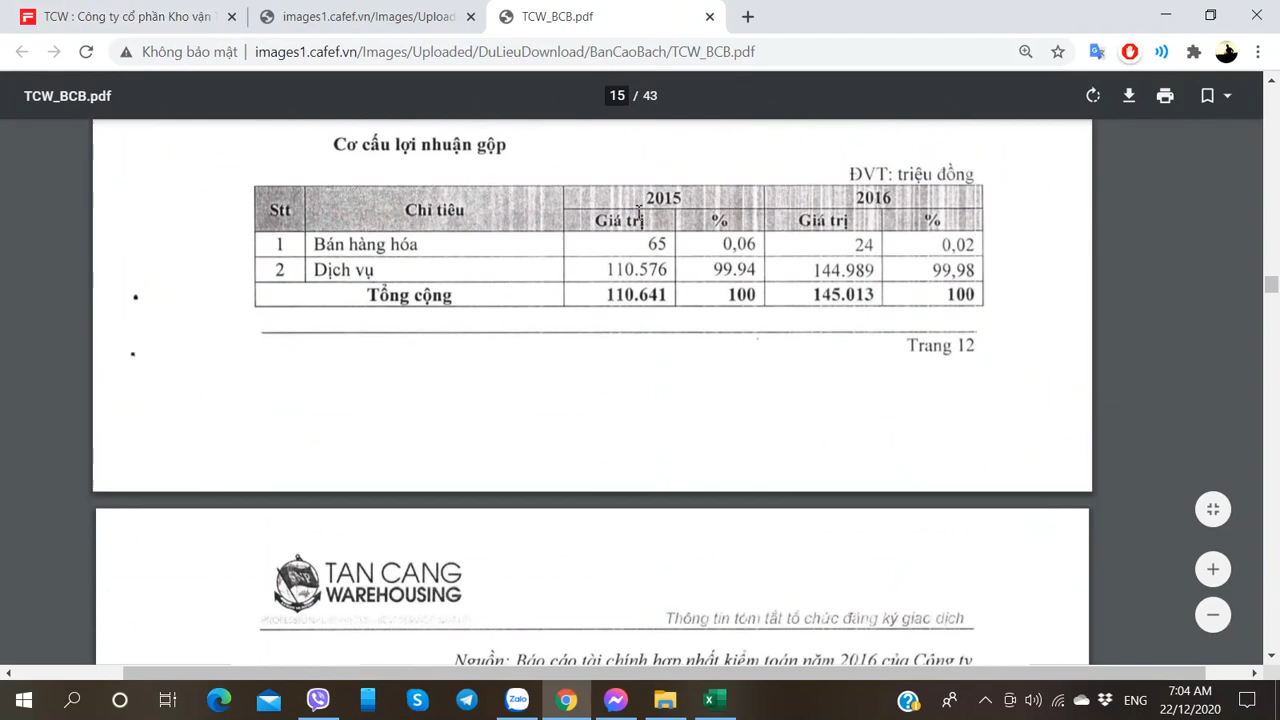 TCW : Công ty cổ phần Kho vận T
images1.cafef.vn/Images/Upload
TCW_BCB.pdf
Không bảo mật
images1.cafef.vn/Images/Uploaded/DuLieuDownload/BanCaoBach/TCW_BCB.pdf
TCW_BCB.pdf
15 / 43
Cơ cấu lợi nhuận gộp
ĐVT: triệu đồng
Stt Chỉ tiêu 2015 2016
Giá trị % Giá trị %
1 Bán hàng hóa 65 0,06 24 0,02
2 Dịch vụ 110.576 99.94 144.989 99,98
Tổng cộng 110.641 100 145.013 100
Trang 12
TAN CANG
WAREHOUSING
Thông tin tóm tắt tổ chức đăng ký giao dịch
Nguồn: Báo cáo tài chính hợp nhất kiểm toán năm 2016 của Công ty
Zalo
ENG
7:04 AM
22/12/2020